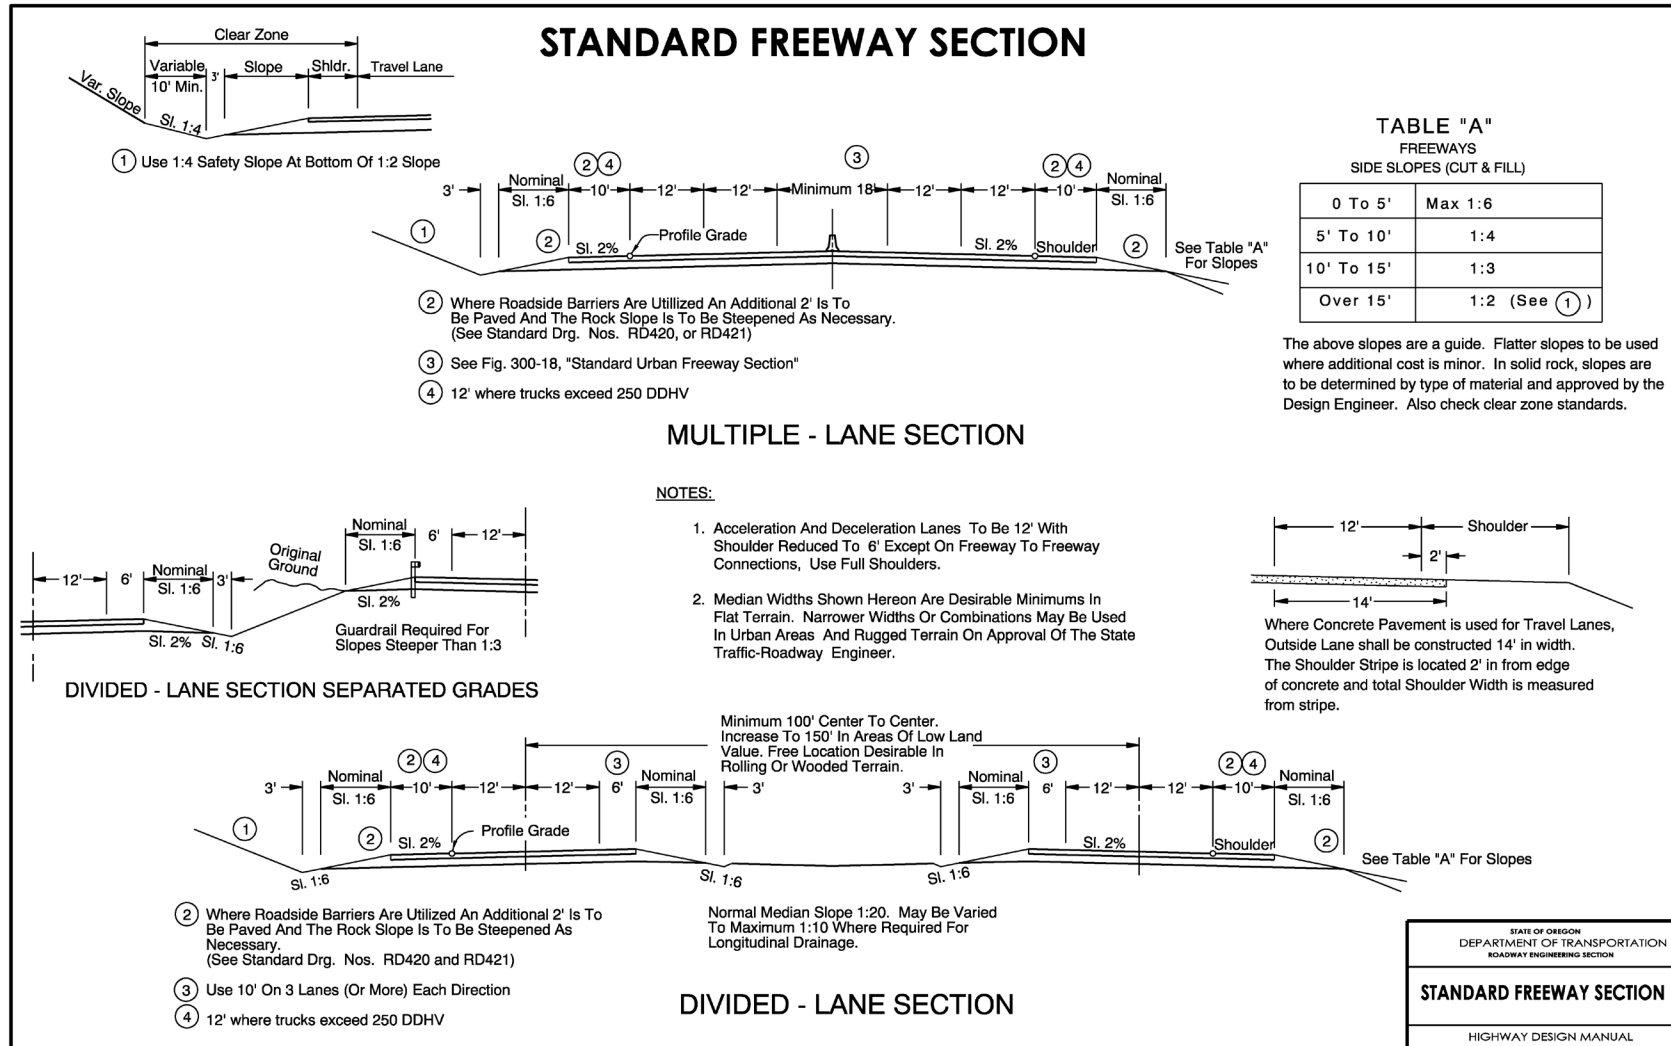 STANDARD FREEWAY SECTION
Clear Zone
Variable
10' Min.
3'
Slope
Shldr.
Travel Lane
Var. Slope
Sl. 1:4
1 Use 1:4 Safety Slope At Bottom Of 1:2 Slope
2 4
3
2 4
3'
Nominal
Sl. 1:6
10'
12'
12'
Minimum 18'
12'
12'
10'
Nominal
Sl. 1:6
1
2
Sl. 2%
Profile Grade
Sl. 2%
Shoulder
2
See Table "A"
For Slopes
2 Where Roadside Barriers Are Utillized An Additional 2' Is To
Be Paved And The Rock Slope Is To Be Steepened As Necessary.
(See Standard Drg. Nos. RD420, or RD421)
3 See Fig. 300-18, "Standard Urban Freeway Section"
4 12' where trucks exceed 250 DDHV
MULTIPLE - LANE SECTION
TABLE "A"
FREEWAYS
SIDE SLOPES (CUT & FILL)
0 To 5' Max 1:6
5' To 10' 1:4
10' To 15' 1:3
Over 15' 1:2 (See 1 )
The above slopes are a guide. Flatter slopes to be used
where additional cost is minor. In solid rock, slopes are
to be determined by type of material and approved by the
Design Engineer. Also check clear zone standards.
12'
6'
Nominal
Sl. 1:6
3'
Original
Ground
Nominal
Sl. 1:6
6'
12'
Sl. 2%
Sl. 2%
Sl. 1:6
Guardrail Required For
Slopes Steeper Than 1:3
DIVIDED - LANE SECTION SEPARATED GRADES
NOTES:
1. Acceleration And Deceleration Lanes To Be 12' With
Shoulder Reduced To 6' Except On Freeway To Freeway
Connections, Use Full Shoulders.
2. Median Widths Shown Hereon Are Desirable Minimums In
Flat Terrain. Narrower Widths Or Combinations May Be Used
In Urban Areas And Rugged Terrain On Approval Of The State
Traffic-Roadway Engineer.
12'
Shoulder
2'
14'
Where Concrete Pavement is used for Travel Lanes,
Outside Lane shall be constructed 14' in width.
The Shoulder Stripe is located 2' in from edge
of concrete and total Shoulder Width is measured
from stripe.
Minimum 100' Center To Center.
Increase To 150' In Areas Of Low Land
Value. Free Location Desirable In
Rolling Or Wooded Terrain.
2 4
3
3
2 4
3'
Nominal
Sl. 1:6
10'
12'
12'
6'
Nominal
Sl. 1:6
3'
3'
Nominal
Sl. 1:6
6'
12'
12'
10'
Nominal
Sl. 1:6
1
2
Sl. 2%
Profile Grade
Sl. 2%
Shoulder
2
See Table "A" For Slopes
Sl. 1:6
Sl. 1:6
Sl. 1:6
2 Where Roadside Barriers Are Utilized An Additional 2' Is To
Be Paved And The Rock Slope Is To Be Steepened As
Necessary.
(See Standard Drg. Nos. RD420 and RD421)
3 Use 10' On 3 Lanes (Or More) Each Direction
4 12' where trucks exceed 250 DDHV
Normal Median Slope 1:20. May Be Varied
To Maximum 1:10 Where Required For
Longitudinal Drainage.
DIVIDED - LANE SECTION
STATE OF OREGON
DEPARTMENT OF TRANSPORTATION
ROADWAY ENGINEERING SECTION
STANDARD FREEWAY SECTION
HIGHWAY DESIGN MANUAL